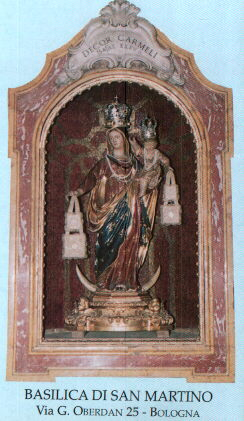 DECOR CARMELI
BASILICA DI SAN MARTINO
VIA G. OBERDAN 25 - BOLOGNA